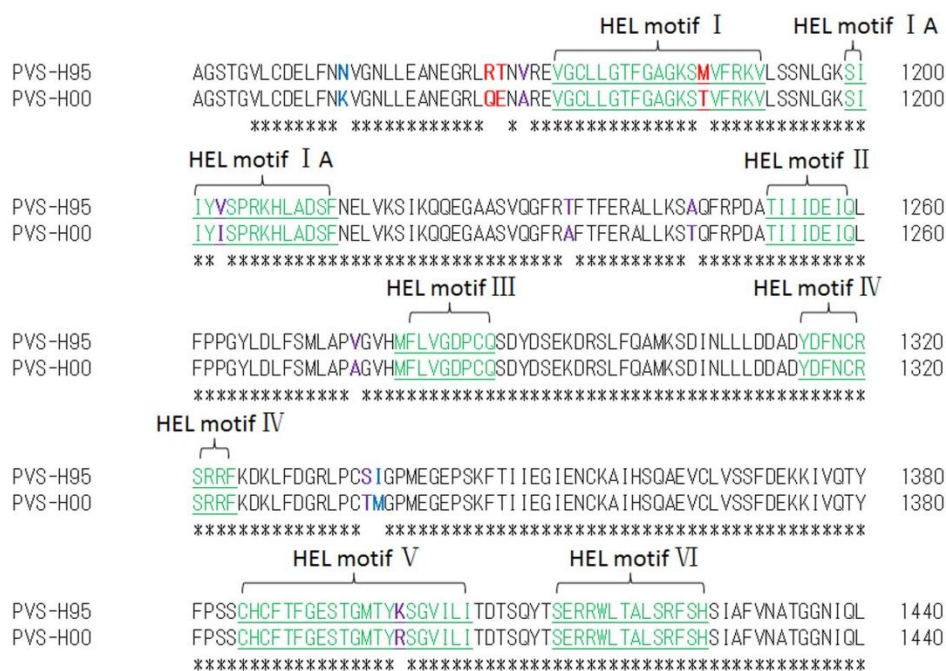 HEL motif Ⅰ HEL motif Ⅰ A
PVS-H95 AGSTGVLCDELFNNVGNLLEANEGRLRTNVREVGCLLGTFGAGKSMVFRKVLSSNLGKSI 1200
PVS-H00 AGSTGVLCDELFNKVGNLLEANEGRLQENAREVGCLLGTFGAGKSTVFRKVLSSNLGKSI 1200
******** ************  * *************** **************
HEL motif Ⅰ A HEL motif Ⅱ
PVS-H95 IYVSPRKHLADSFNELVKSIKQQEGAASVQGFRTFTFERALLKSAQFRPDATIIIDEIQL 1260
PVS-H00 IYISPRKHLADSFNELVKSIKQQEGAASVQGFRAFTFERALLKSTQFRPDATIIIDEIQL 1260
** ****************************** ********** ***************
HEL motif Ⅲ HEL motif Ⅳ
PVS-H95 FPPGYLDLFSMLAPVGVHMFLVGDPCQSDYDSEKDRSLFQAMKSDINLLLDDADYDFNCR 1320
PVS-H00 FPPGYLDLFSMLAPAGVHMFLVGDPCQSDYDSEKDRSLFQAMKSDINLLLDDADYDFNCR 1320
************** *********************************************
HEL motif Ⅳ
PVS-H95 SRRFKDKLFDGRLPCSIGPMEGEPSKFTIIEGIENCKAIHSQAEVCLVSSFDEKKIVQTY 1380
PVS-H00 SRRFKDKLFDGRLPCTMGPMEGEPSKFTIIEGIENCKAIHSQAEVCLVSSFDEKKIVQTY 1380
***************  *******************************************
HEL motif Ⅴ HEL motif Ⅵ
PVS-H95 FPSSCHCFTFGESTGMTYKSGVILITDTSQYTSERRWLTALSRFSHSIAFVNATGGNIQL 1440
PVS-H00 FPSSCHCFTFGESTGMTYRSGVILITDTSQYTSERRWLTALSRFSHSIAFVNATGGNIQL 1440
****************** *****************************************